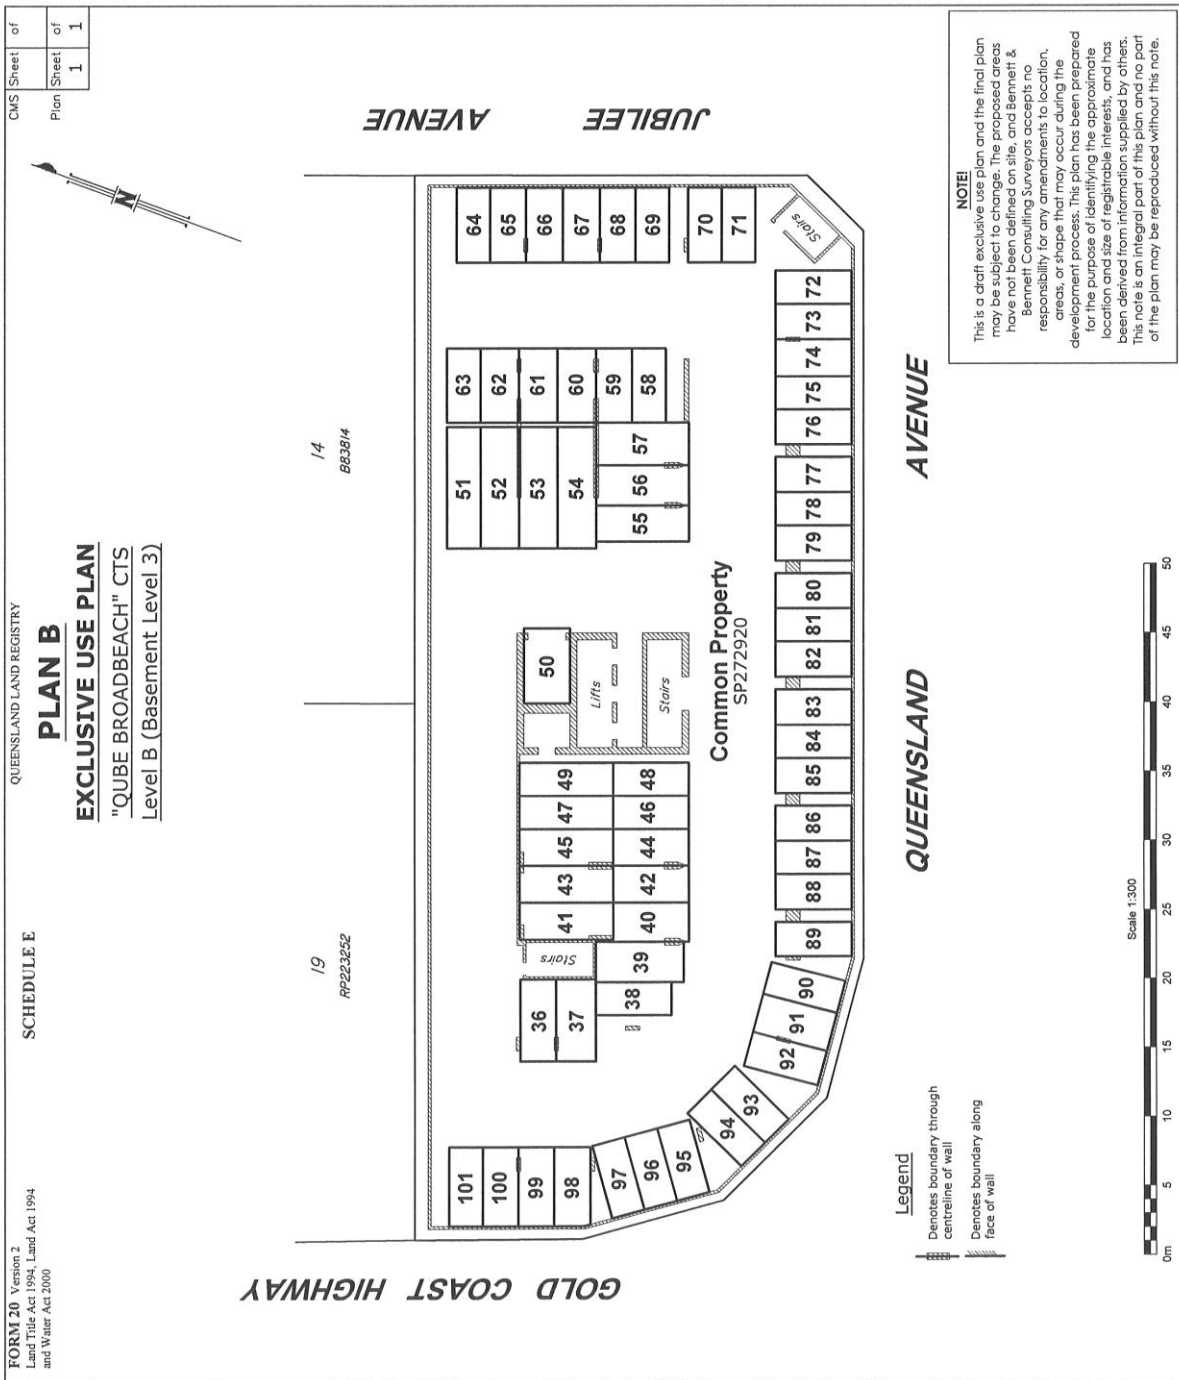 FORM 20 Version 2
Land Title Act 1994, Land Act 1994
and Water Act 2000
SCHEDULE E
QUEENSLAND LAND REGISTRY
CMS Sheet of
Plan Sheet of
1 1
PLAN B
EXCLUSIVE USE PLAN
"QUBE BROADBEACH" CTS
Level B (Basement Level 3)
N
19
RP223252
14
B83814
GOLD COAST HIGHWAY
JUBILEE AVENUE
QUEENSLAND AVENUE
101
100
99
98
97
96
95
94
93
92
91
90
89
88
87
86
85
84
83
82
81
80
79
78
77
76
75
74
73
72
Stairs
71
70
69
68
67
66
65
64
63
62
61
60
59
58
51
52
53
54
55
56
57
50
Lifts
Stairs
49
48
47
46
45
44
43
42
41
40
Stairs
39
38
36
37
Common Property
SP272920
Legend
Denotes boundary through
centreline of wall
Denotes boundary along
face of wall
Scale 1:300
0m 5 10 15 20 25 30 35 40 45 50
NOTE!
This is a draft exclusive use plan and the final plan
may be subject to change. The proposed areas
have not been defined on site, and Bennett &
Bennett Consulting Surveyors accepts no
responsibility for any amendments to location,
areas, or shape that may occur during the
development process. This plan has been prepared
for the purpose of identifying the approximate
location and size of registrable interests, and has
been derived from information supplied by others.
This note is an integral part of this plan and no part
of the plan may be reproduced without this note.